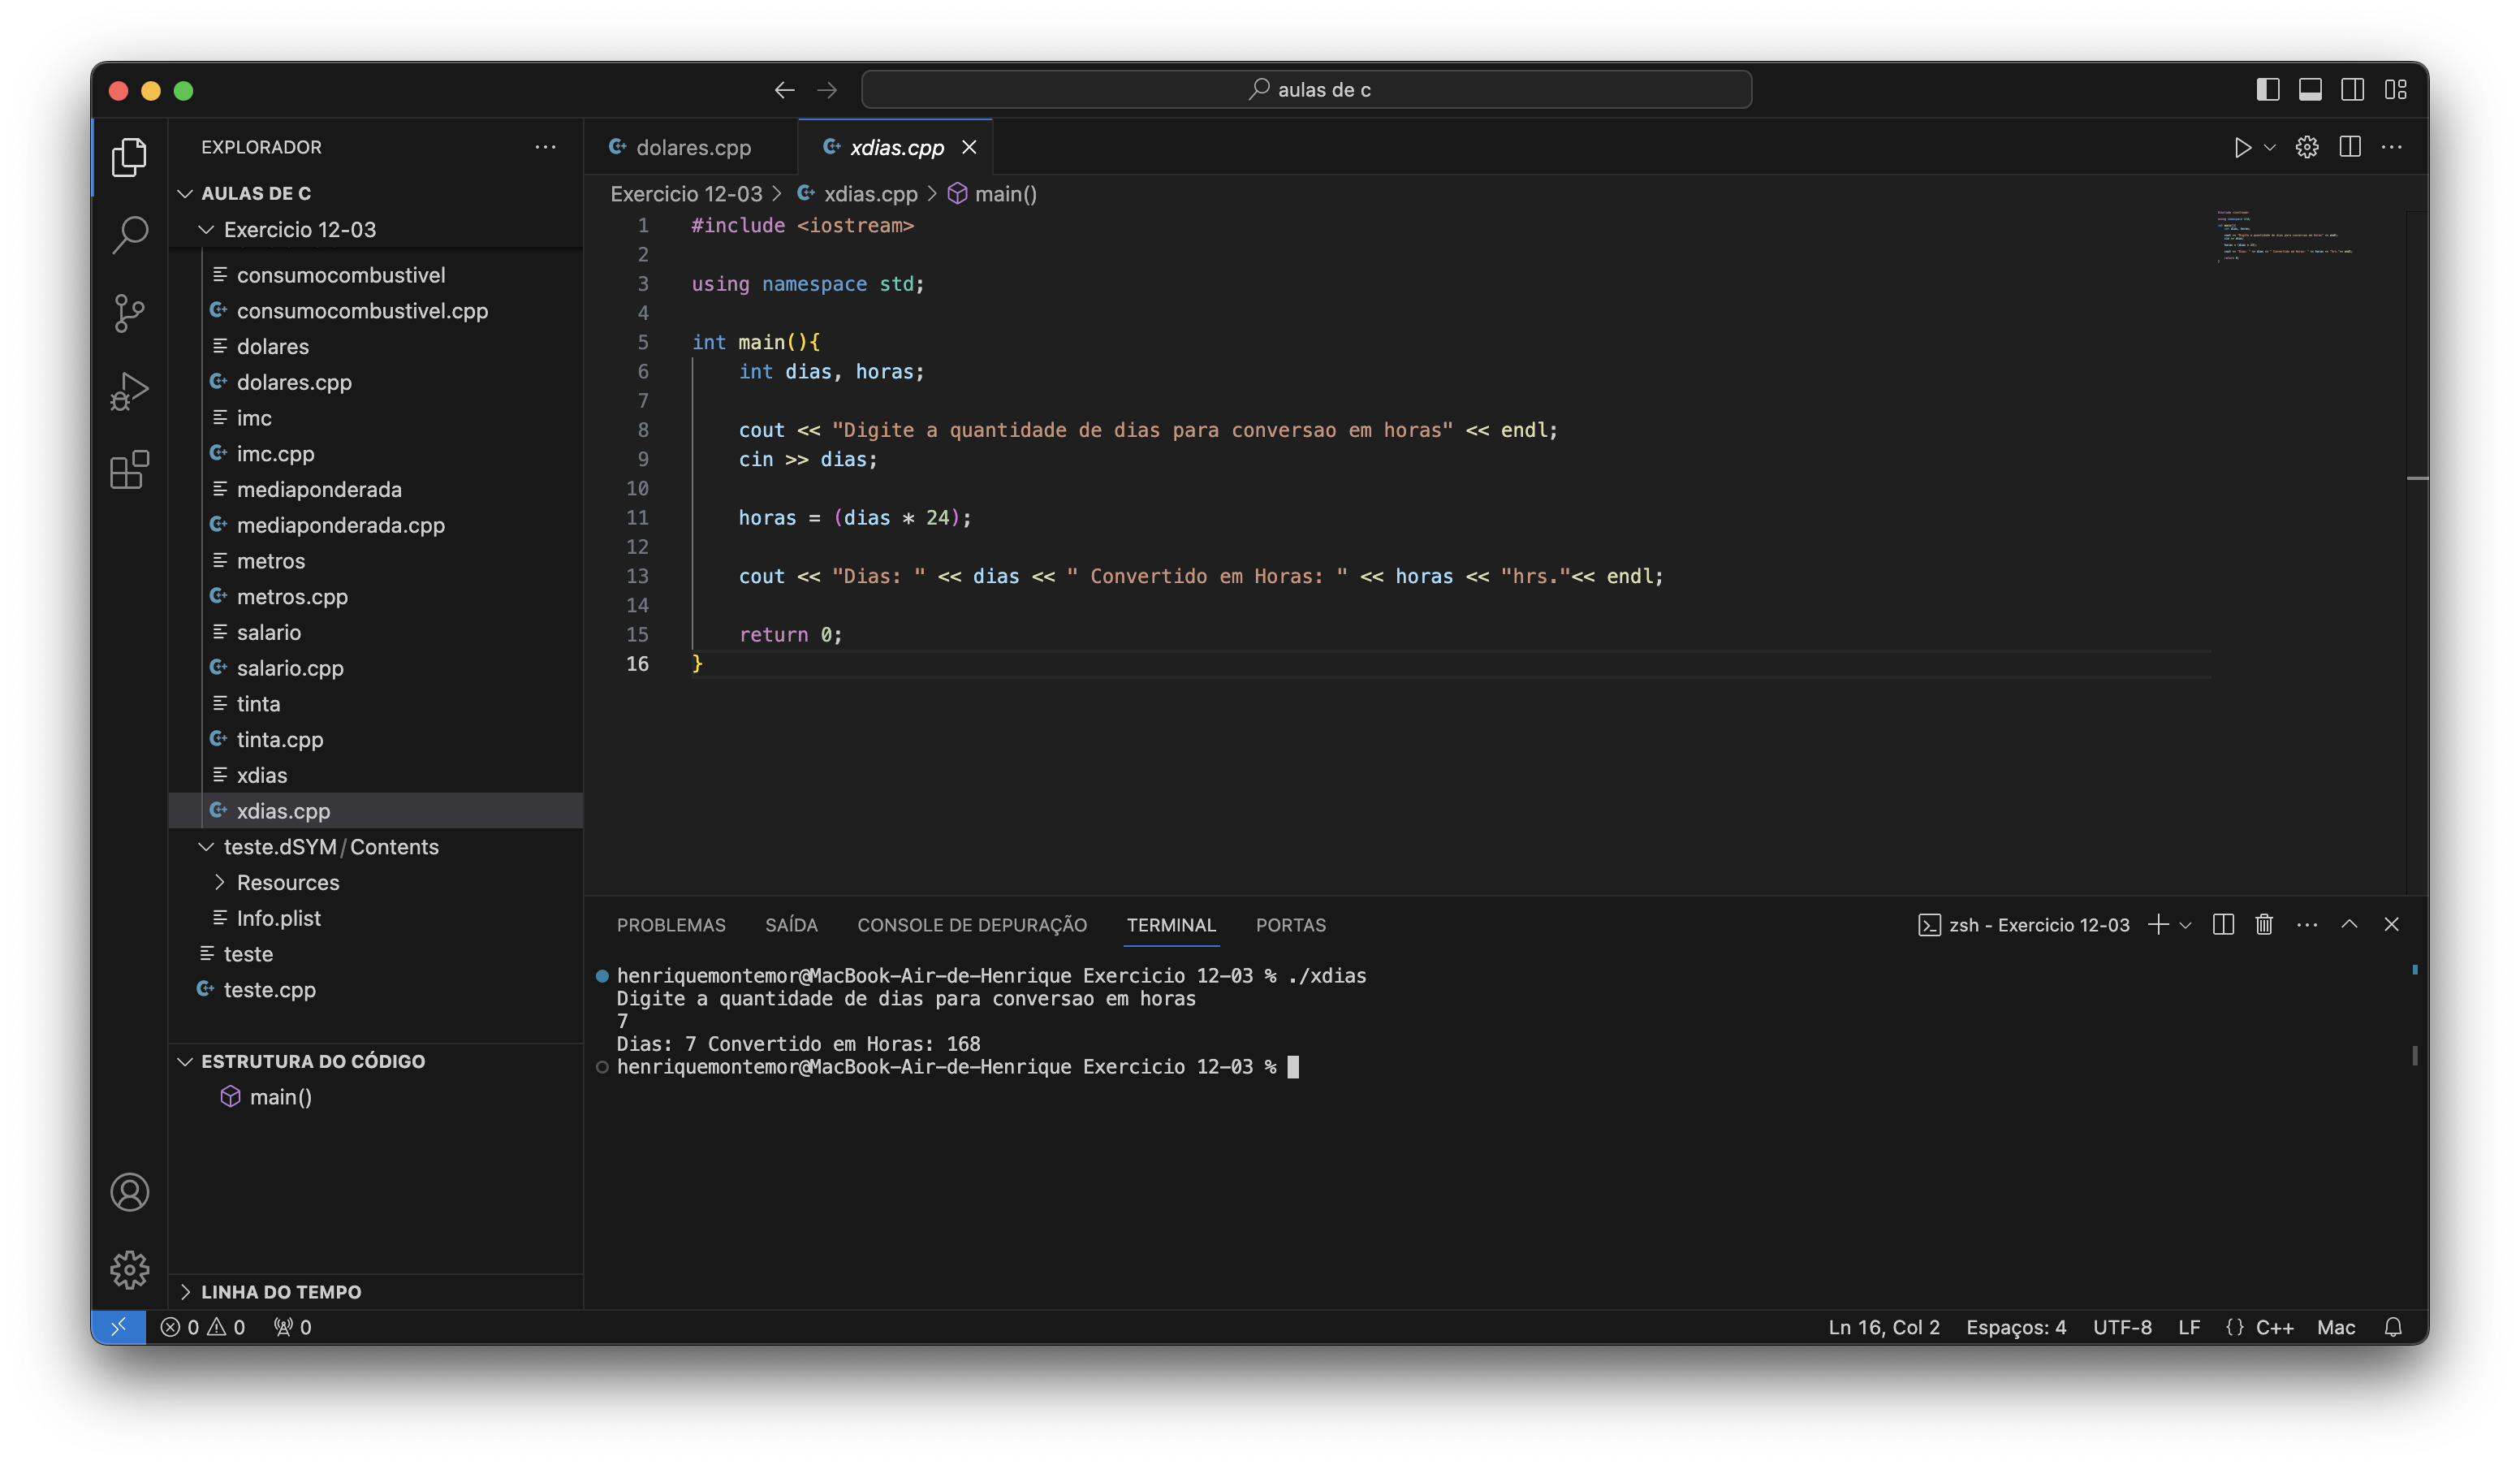 aulas de c
EXPLORADOR
AULAS DE C
Exercicio 12-03
consumocombustivel
consumocombustivel.cpp
dolares
dolares.cpp
imc
imc.cpp
mediaponderada
mediaponderada.cpp
metros
metros.cpp
salario
salario.cpp
tinta
tinta.cpp
xdias
xdias.cpp
teste.dSYM/Contents
Resources
Info.plist
teste
teste.cpp
ESTRUTURA DO CÓDIGO
main()
LINHA DO TEMPO
dolares.cpp xdias.cpp
Exercicio 12-03 > xdias.cpp > main()
1 #include <iostream>
2
3 using namespace std;
4
5 int main(){
6 int dias, horas;
7
8 cout << "Digite a quantidade de dias para conversao em horas" << endl;
9 cin >> dias;
10
11 horas = (dias * 24);
12
13 cout << "Dias: " << dias << " Convertido em Horas: " << horas << "hrs."<< endl;
14
15 return 0;
16 }
PROBLEMAS SAÍDA CONSOLE DE DEPURAÇÃO TERMINAL PORTAS zsh - Exercicio 12-03
henriquemontemor@MacBook-Air-de-Henrique Exercicio 12-03 % ./xdias
Digite a quantidade de dias para conversao em horas
7
Dias: 7 Convertido em Horas: 168
henriquemontemor@MacBook-Air-de-Henrique Exercicio 12-03 %
0 0 0 Ln 16, Col 2 Espaços: 4 UTF-8 LF {} C++ Mac